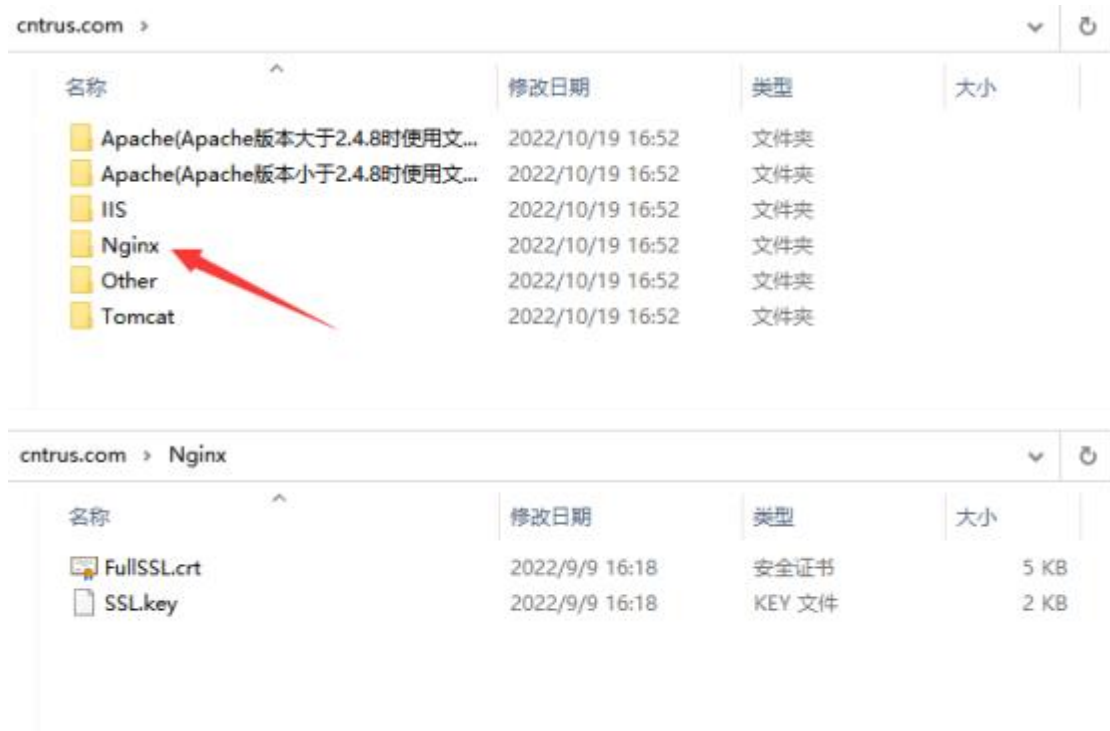 cntrus.com >
名称 修改日期 类型 大小
Apache(Apache版本大于2.4.8时使用文... 2022/10/19 16:52 文件夹
Apache(Apache版本小于2.4.8时使用文... 2022/10/19 16:52 文件夹
IIS 2022/10/19 16:52 文件夹
Nginx 2022/10/19 16:52 文件夹
Other 2022/10/19 16:52 文件夹
Tomcat 2022/10/19 16:52 文件夹
cntrus.com > Nginx
名称 修改日期 类型 大小
FullSSL.crt 2022/9/9 16:18 安全证书 5 KB
SSL.key 2022/9/9 16:18 KEY 文件 2 KB